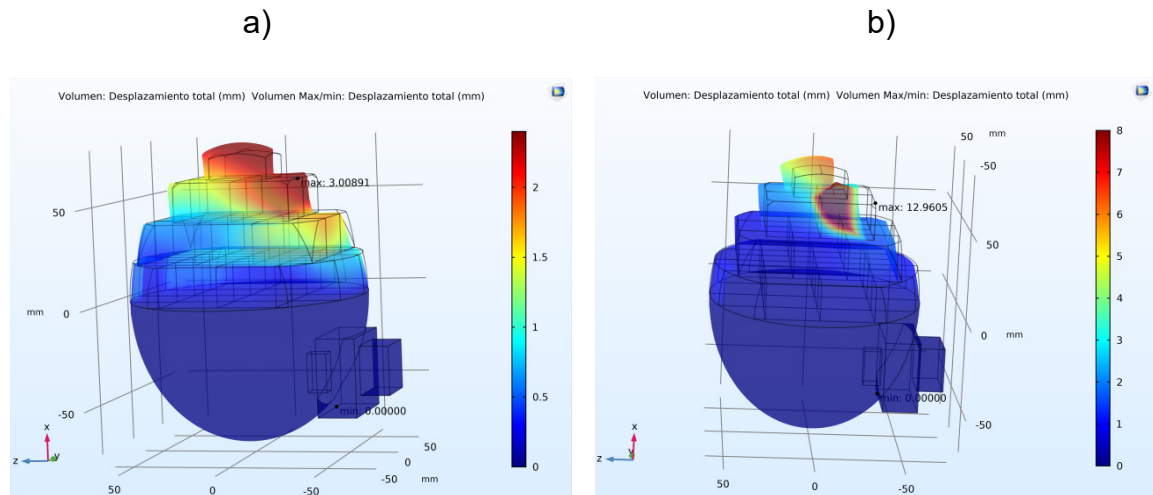 a)
b)
Volumen: Desplazamiento total (mm)  Volumen Max/min: Desplazamiento total (mm)
max: 3.00891
min: 0.00000
50
0
-50
mm
50
0
-50
mm
50
0
-50
x
y
z
2
1.5
1
0.5
0
Volumen: Desplazamiento total (mm)  Volumen Max/min: Desplazamiento total (mm)
50
mm
-50
max: 12.9605
min: 0.00000
50
0
mm
-50
50
0
-50
x
y
z
8
7
6
5
4
3
2
1
0